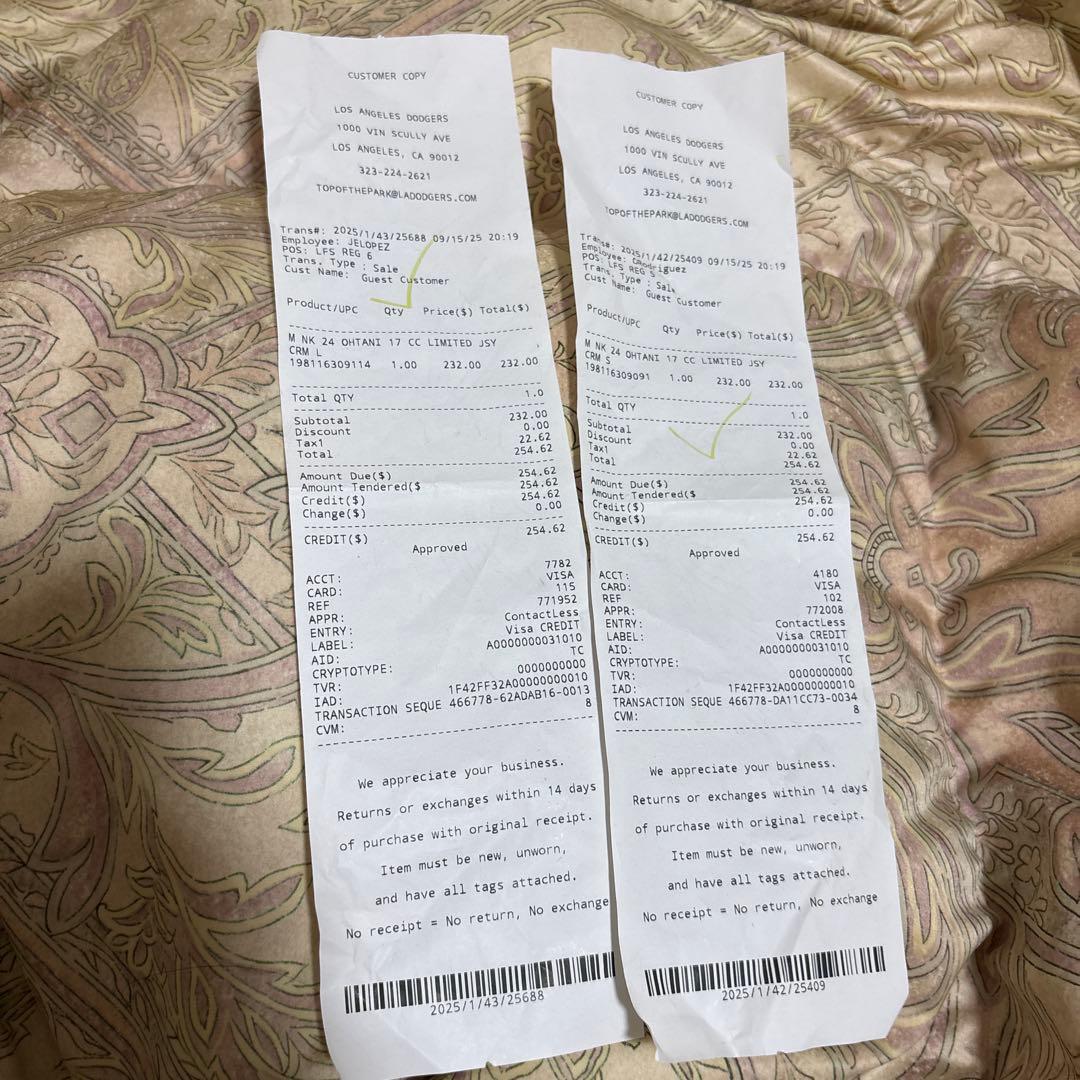 CUSTOMER COPY
LOS ANGELES DODGERS
1000 VIN SCULLY AVE
LOS ANGELES, CA 90012
323-224-2621
TOPOFTHEPARK@LADODGERS.COM
Trans#: 2025/1/43/25688 09/15/25 20:19
Employee: JELOPEZ
POS: LFS REG 6
Trans. Type : Sale
Cust Name: Guest Customer
Product/UPC Qty Price($) Total($)
M NK 24 OHTANI 17 CC LIMITED JSY
CRM L
198116309114 1.00 232.00 232.00
Total QTY 1.0
Subtotal 232.00
Discount 0.00
Tax1 22.62
Total 254.62
Amount Due($) 254.62
Amount Tendered($ 254.62
Credit($) 254.62
Change($) 0.00
CREDIT($) 254.62
Approved
ACCT: 7782
CARD: VISA
REF 115
APPR: 771952
ENTRY: ContactLess
LABEL: Visa CREDIT
AID: A0000000031010
CRYPTOTYPE: TC
TVR: 0000000000
IAD: 1F42FF32A00000000010
TRANSACTION SEQUE 466778-62ADAB16-0013
CVM: 8
We appreciate your business.
Returns or exchanges within 14 days
of purchase with original receipt.
Item must be new, unworn,
and have all tags attached.
No receipt = No return, No exchange
2025/1/43/25688
CUSTOMER COPY
LOS ANGELES DODGERS
1000 VIN SCULLY AVE
LOS ANGELES, CA 90012
323-224-2621
TOPOFTHEPARK@LADODGERS.COM
Trans#: 2025/1/42/25409 09/15/25 20:19
Employee: CRodriguez
POS: LFS REG 5
Trans. Type : Sale
Cust Name: Guest Customer
Product/UPC Qty Price($) Total($)
M NK 24 OHTANI 17 CC LIMITED JSY
CRM S
198116309091 1.00 232.00 232.00
Total QTY 1.0
Subtotal 232.00
Discount 0.00
Tax1 22.62
Total 254.62
Amount Due($) 254.62
Amount Tendered($ 254.62
Credit($) 254.62
Change($) 0.00
CREDIT($) 254.62
Approved
ACCT: 4180
CARD: VISA
REF 102
APPR: 772008
ENTRY: ContactLess
LABEL: Visa CREDIT
AID: A0000000031010
CRYPTOTYPE: TC
TVR: 0000000000
IAD: 1F42FF32A00000000010
TRANSACTION SEQUE 466778-DA11CC73-0034
CVM: 8
We appreciate your business.
Returns or exchanges within 14 days
of purchase with original receipt.
Item must be new, unworn,
and have all tags attached.
No receipt = No return, No exchange
2025/1/42/25409